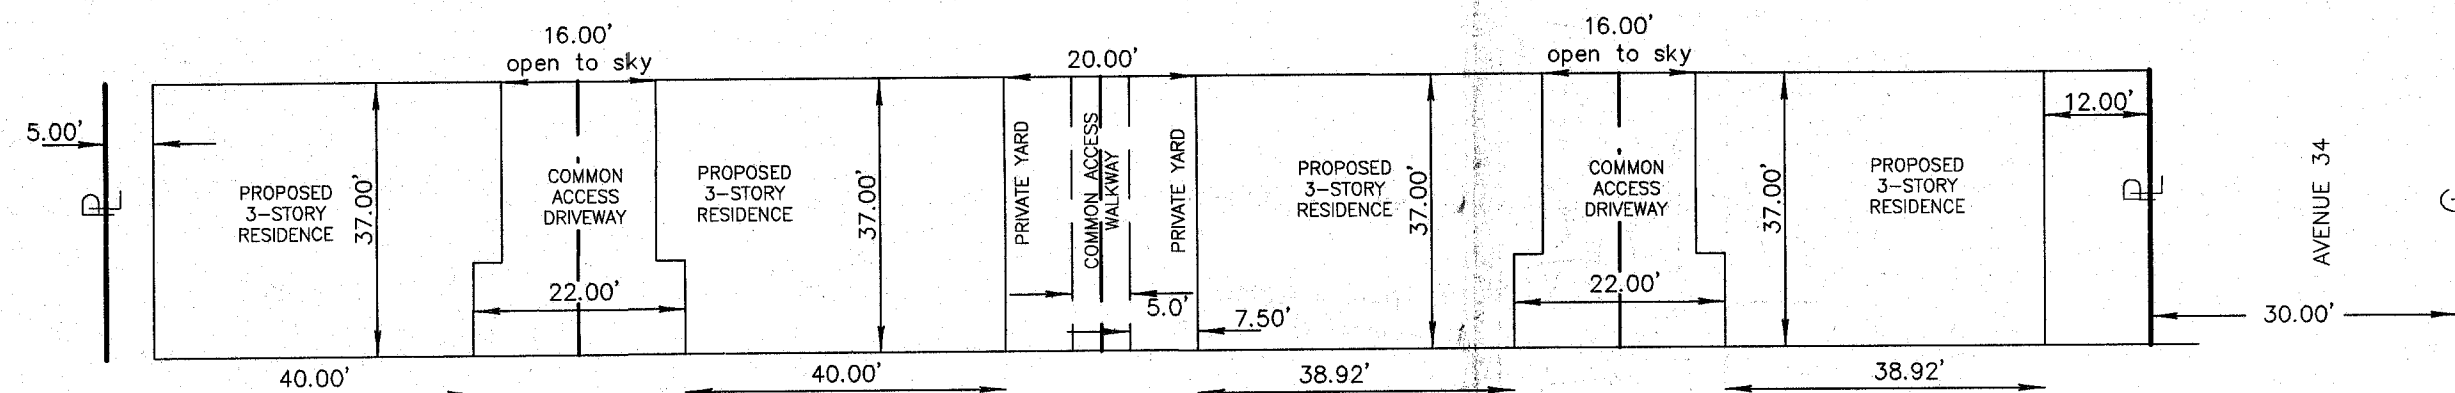 16.00'
open to sky
20.00'
16.00'
open to sky
5.00'
12.00'
PL
PROPOSED
3-STORY
RESIDENCE
37.00'
COMMON
ACCESS
DRIVEWAY
22.00'
PROPOSED
3-STORY
RESIDENCE
37.00'
PRIVATE YARD
COMMON ACCESS
WALKWAY
PRIVATE YARD
5.0'
7.50'
PROPOSED
3-STORY
RESIDENCE
37.00'
COMMON
ACCESS
DRIVEWAY
22.00'
37.00'
PROPOSED
3-STORY
RESIDENCE
PL
AVENUE 34
30.00'
40.00'
40.00'
38.92'
38.92'